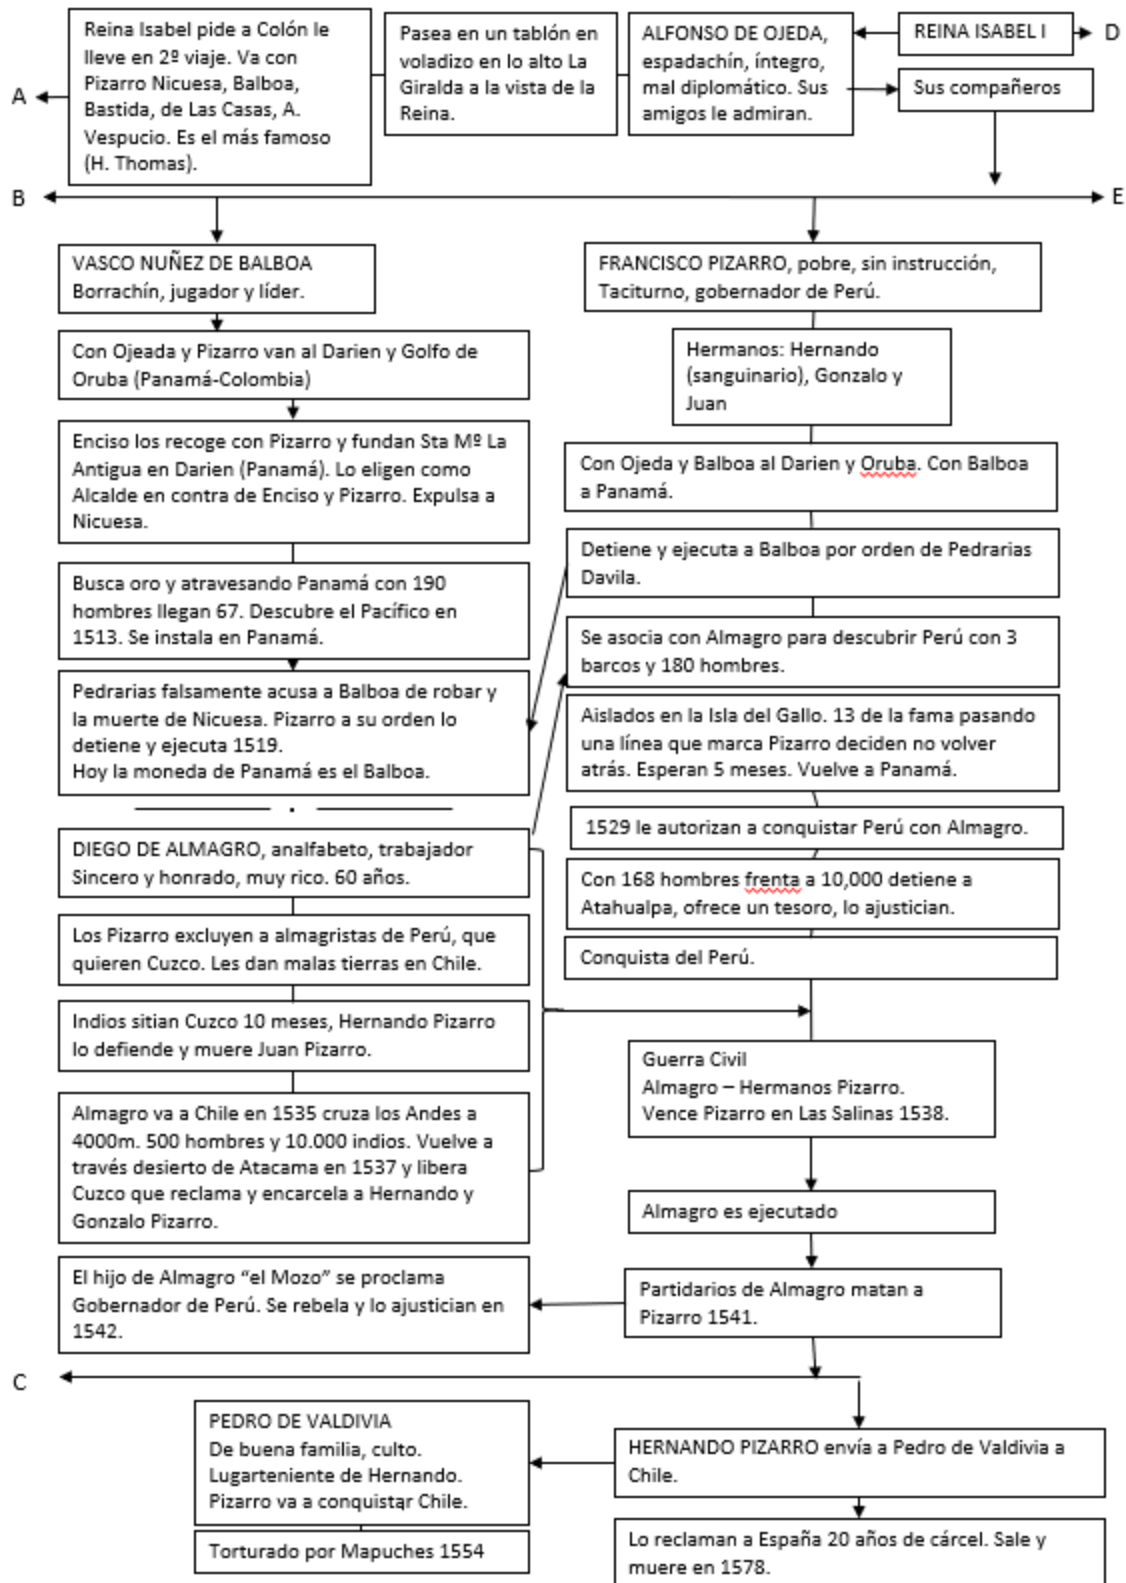 Reina Isabel pide a Colón le
lleve en 2º viaje. Va con
Pizarro Nicuesa, Balboa,
Bastida, de Las Casas, A.
Vespucio. Es el más famoso
(H. Thomas).
Pasea en un tablón en
voladizo en lo alto La
Giralda a la vista de la
Reina.
ALFONSO DE OJEDA,
espadachín, íntegro,
mal diplomático. Sus
amigos le admiran.
REINA ISABEL I
D
Sus compañeros
A
B
E
VASCO NUÑEZ DE BALBOA
Borrachín, jugador y líder.
Con Ojeada y Pizarro van al Darien y Golfo de
Oruba (Panamá-Colombia)
Enciso los recoge con Pizarro y fundan Sta Mº La
Antigua en Darien (Panamá). Lo eligen como
Alcalde en contra de Enciso y Pizarro. Expulsa a
Nicuesa.
Busca oro y atravesando Panamá con 190
hombres llegan 67. Descubre el Pacífico en
1513. Se instala en Panamá.
Pedrarias falsamente acusa a Balboa de robar y
la muerte de Nicuesa. Pizarro a su orden lo
detiene y ejecuta 1519.
Hoy la moneda de Panamá es el Balboa.
DIEGO DE ALMAGRO, analfabeto, trabajador
Sincero y honrado, muy rico. 60 años.
Los Pizarro excluyen a almagristas de Perú, que
quieren Cuzco. Les dan malas tierras en Chile.
Indios sitian Cuzco 10 meses, Hernando Pizarro
lo defiende y muere Juan Pizarro.
Almagro va a Chile en 1535 cruza los Andes a
4000m. 500 hombres y 10.000 indios. Vuelve a
través desierto de Atacama en 1537 y libera
Cuzco que reclama y encarcela a Hernando y
Gonzalo Pizarro.
El hijo de Almagro “el Mozo” se proclama
Gobernador de Perú. Se rebela y lo ajustician en
1542.
FRANCISCO PIZARRO, pobre, sin instrucción,
Taciturno, gobernador de Perú.
Hermanos: Hernando
(sanguinario), Gonzalo y
Juan
Con Ojeda y Balboa al Darien y Oruba. Con Balboa
a Panamá.
Detiene y ejecuta a Balboa por orden de Pedrarias
Davila.
Se asocia con Almagro para descubrir Perú con 3
barcos y 180 hombres.
Aislados en la Isla del Gallo. 13 de la fama pasando
una línea que marca Pizarro deciden no volver
atrás. Esperan 5 meses. Vuelve a Panamá.
1529 le autorizan a conquistar Perú con Almagro.
Con 168 hombres frenta a 10,000 detiene a
Atahualpa, ofrece un tesoro, lo ajustician.
Conquista del Perú.
Guerra Civil
Almagro – Hermanos Pizarro.
Vence Pizarro en Las Salinas 1538.
Almagro es ejecutado
Partidarios de Almagro matan a
Pizarro 1541.
C
PEDRO DE VALDIVIA
De buena familia, culto.
Lugarteniente de Hernando.
Pizarro va a conquistar Chile.
Torturado por Mapuches 1554
HERNANDO PIZARRO envía a Pedro de Valdivia a
Chile.
Lo reclaman a España 20 años de cárcel. Sale y
muere en 1578.